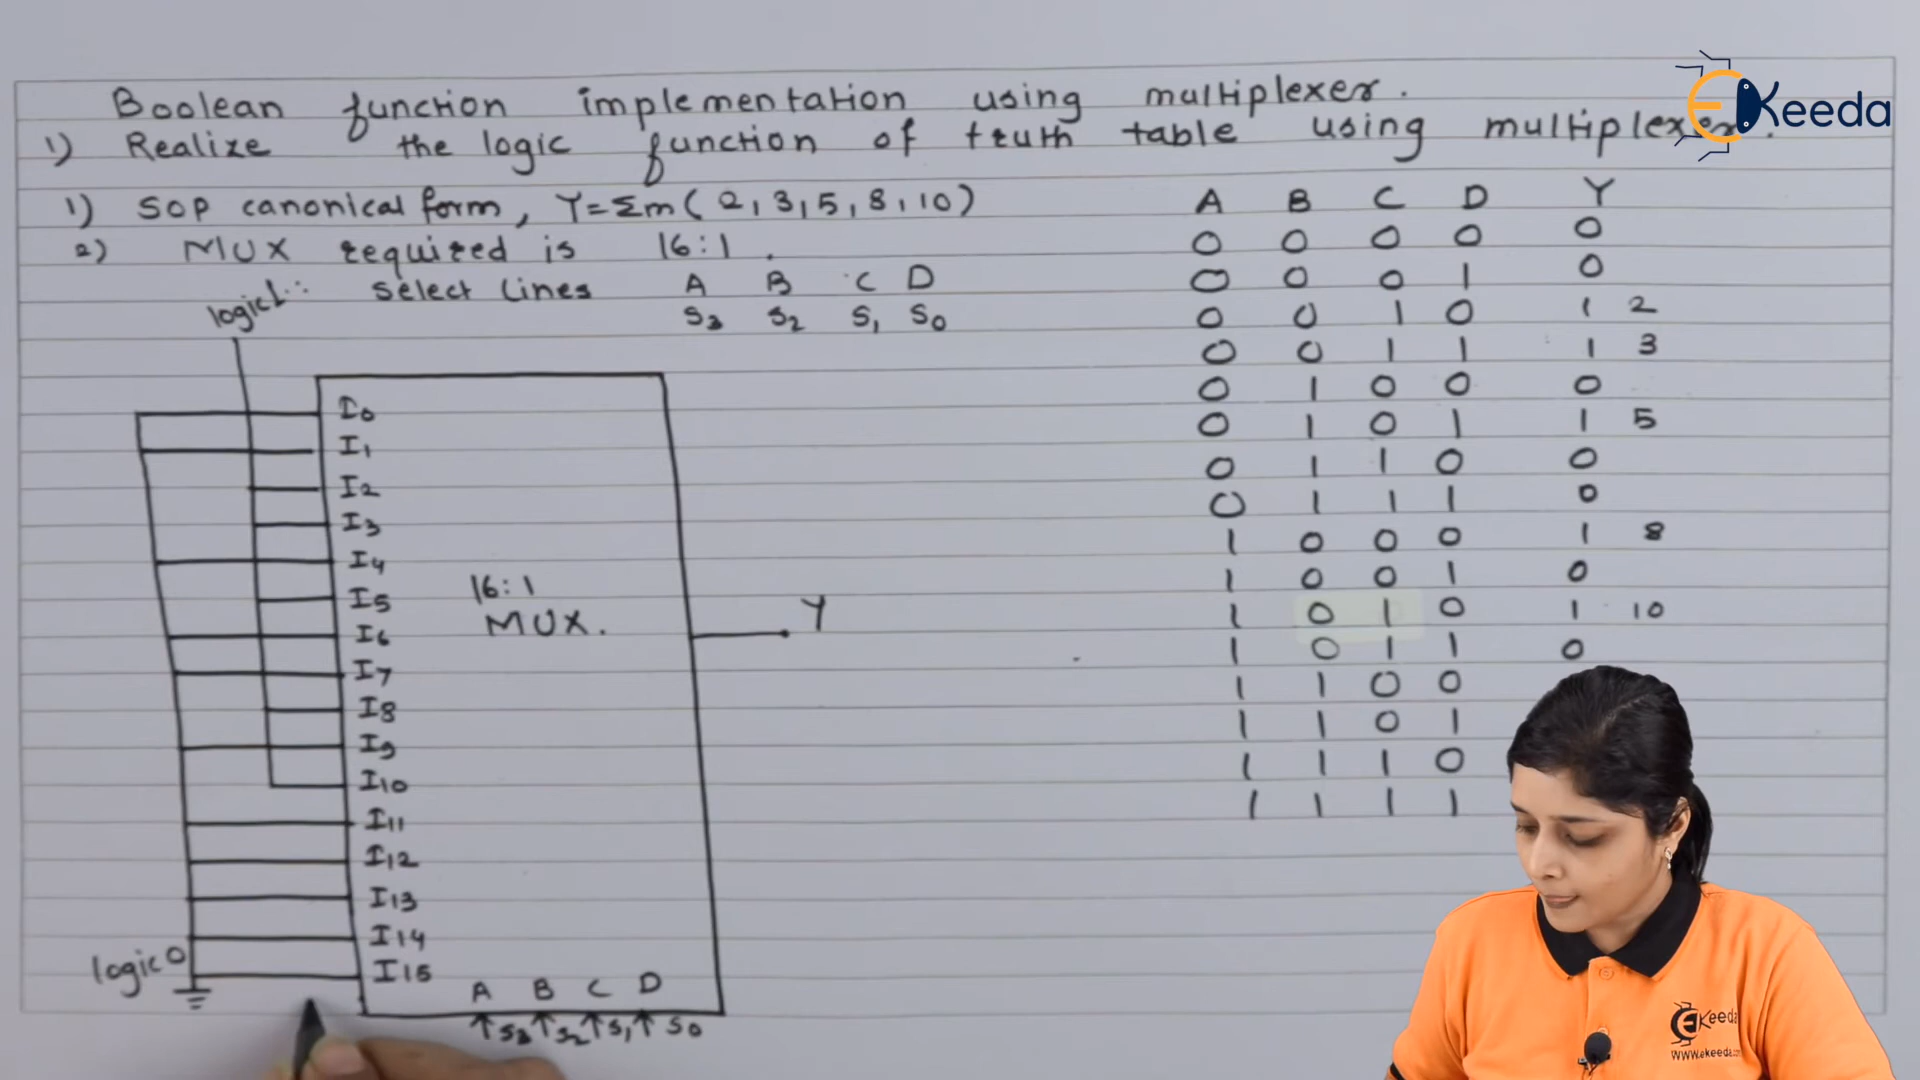 Boolean function implementation using multiplexer.
1) Realize the logic function of truth table using multiplexer.
1) SOP canonical form, Y=Σm(2,3,5,8,10)
2) MUX required is 16:1.
∴ Select lines A B C D
S3 S2 S1 S0
logic 1
I0
I1
I2
I3
I4
I5
I6
I7
I8
I9
I10
I11
I12
I13
I14
I15
16:1
MUX.
Y
logic 0
A B C D
S3 S2 S1 S0
A B C D Y
0 0 0 0 0
0 0 0 1 0
0 0 1 0 1 2
0 0 1 1 1 3
0 1 0 0 0
0 1 0 1 1 5
0 1 1 0 0
0 1 1 1 0
1 0 0 0 1 8
1 0 0 1 0
1 0 1 0 1 10
1 0 1 1 0
1 1 0 0
1 1 0 1
1 1 1 0
1 1 1 1
EKeeda
EKeeda
www.ekeeda.com